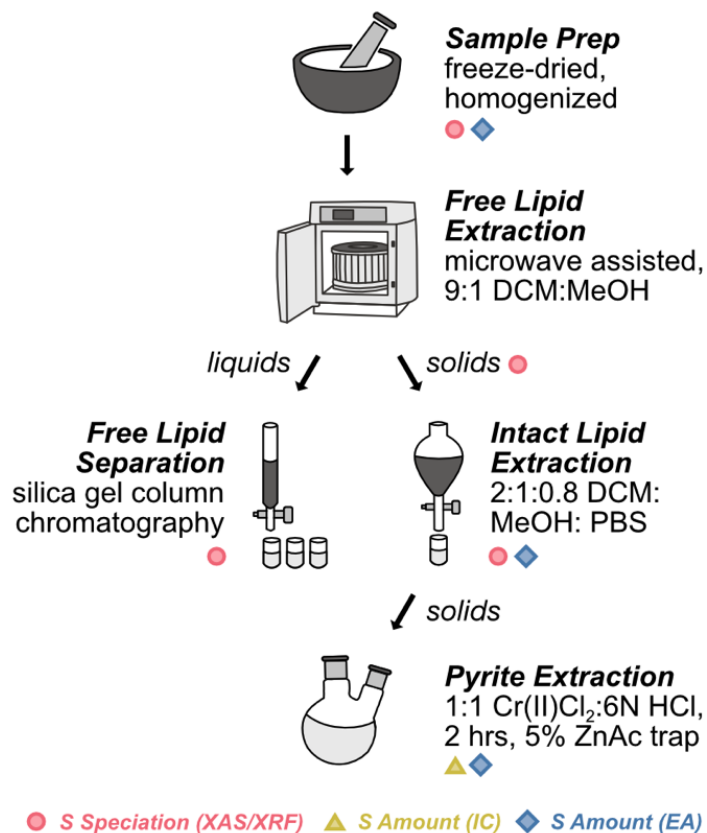 Sample Prep
freeze-dried,
homogenized
Free Lipid
Extraction
microwave assisted,
9:1 DCM:MeOH
liquids
solids
Free Lipid
Separation
silica gel column
chromatography
Intact Lipid
Extraction
2:1:0.8 DCM:
MeOH: PBS
solids
Pyrite Extraction
1:1 Cr(II)Cl₂:6N HCl,
2 hrs, 5% ZnAc trap
S Speciation (XAS/XRF) S Amount (IC) S Amount (EA)